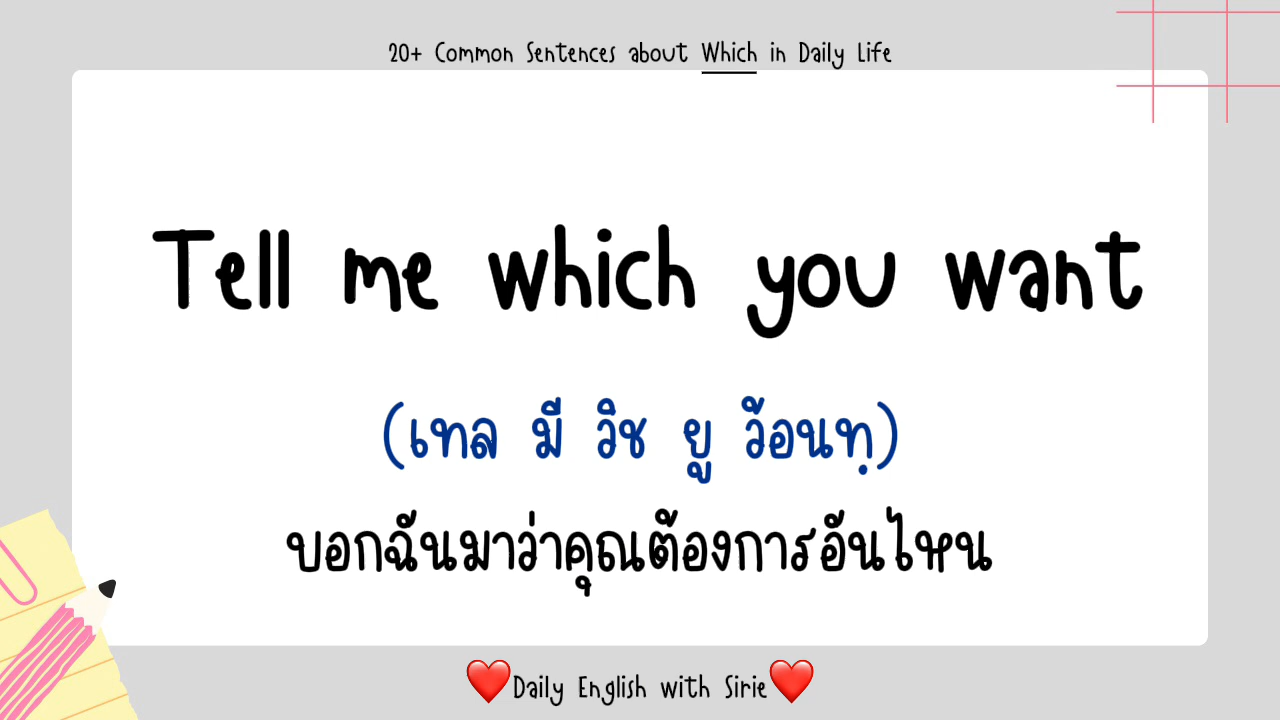 20+ Common Sentences about Which in Daily Life
Tell me which you want
(เทล มี วิช ยู ว้อนทฺ)
บอกฉันมาว่าคุณต้องการอันไหน
❤️Daily English with Sirie❤️